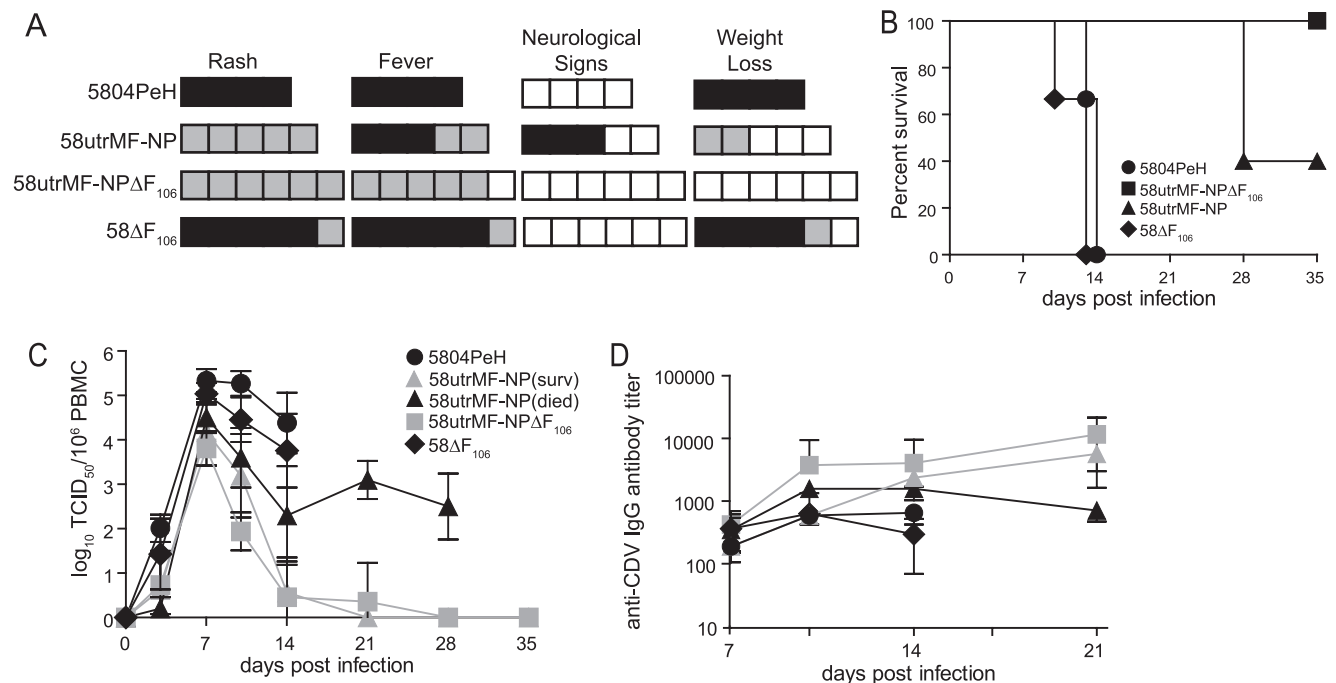 A
Rash
Fever
Neurological
Signs
Weight
Loss
5804PeH
58utrMF-NP
58utrMF-NPΔF₁₀₆
58ΔF₁₀₆
B
Percent survival
100
80
60
40
20
0
0 7 14 21 28 35
days post infection
5804PeH
58utrMF-NPΔF₁₀₆
58utrMF-NP
58ΔF₁₀₆
C
log₁₀ TCID₅₀/10⁶ PBMC
6
5
4
3
2
1
0
0 7 14 21 28 35
days post infection
5804PeH
58utrMF-NP(surv)
58utrMF-NP(died)
58utrMF-NPΔF₁₀₆
58ΔF₁₀₆
D
anti-CDV IgG antibody titer
100000
10000
1000
100
10
7 14 21
days post infection